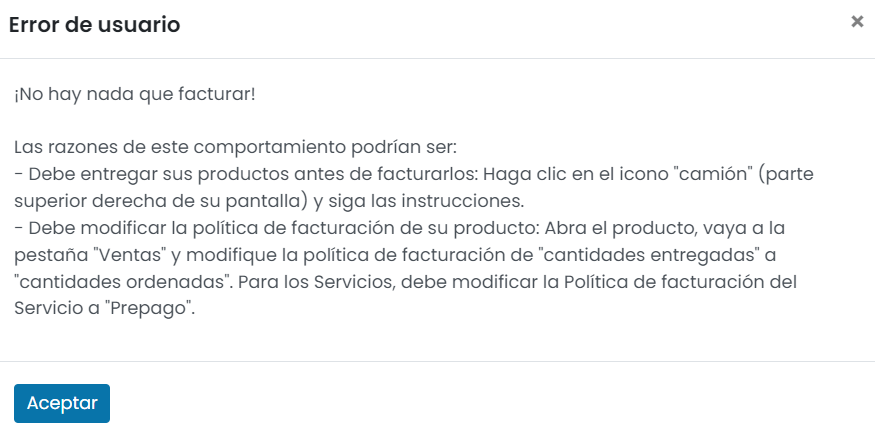 Error de usuario
×
¡No hay nada que facturar!
Las razones de este comportamiento podrían ser:
- Debe entregar sus productos antes de facturarlos: Haga clic en el icono "camión" (parte
superior derecha de su pantalla) y siga las instrucciones.
- Debe modificar la política de facturación de su producto: Abra el producto, vaya a la
pestaña "Ventas" y modifique la política de facturación de "cantidades entregadas" a
"cantidades ordenadas". Para los Servicios, debe modificar la Política de facturación del
Servicio a "Prepago".
Aceptar